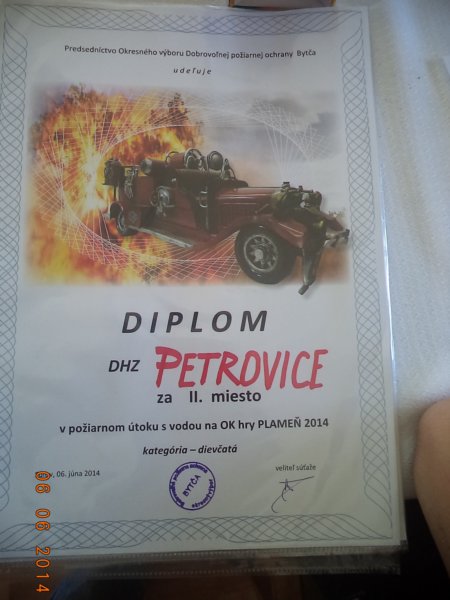 Predsedníctvo Okresného výboru Dobrovoľnej požiarnej ochrany Bytča
udeľuje
DIPLOM
DHZ PETROVICE
za II. miesto
v požiarnom útoku s vodou na OK hry PLAMEŇ 2014
kategória – dievčatá
06. júna 2014
veliteľ súťaže
BYTČA
06 2014